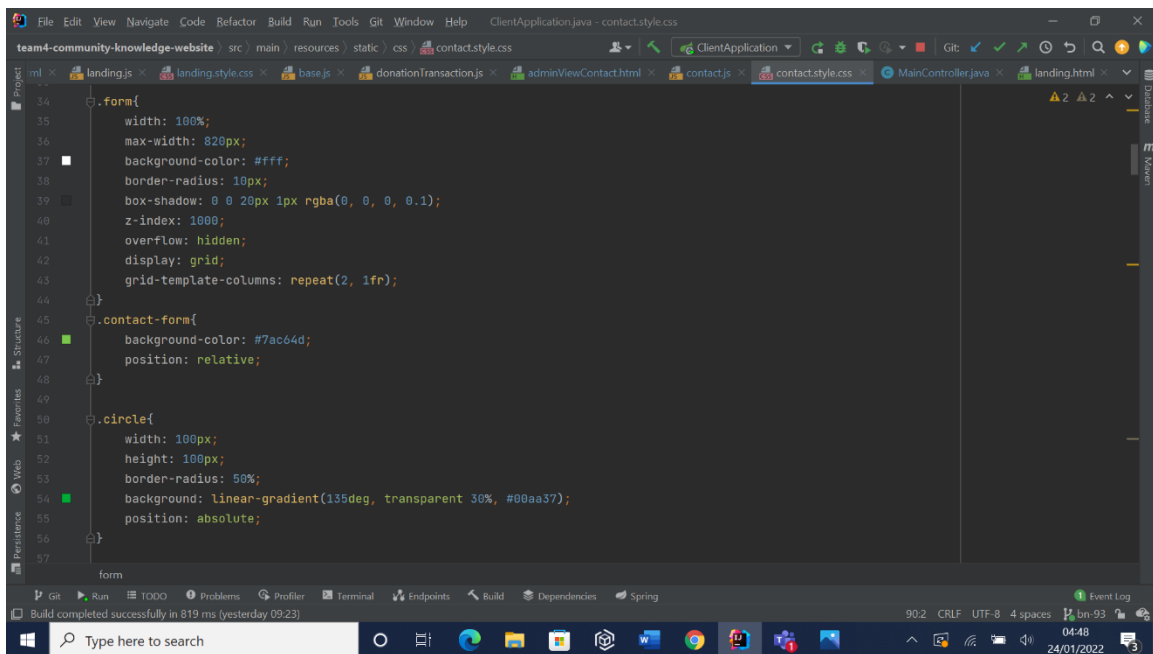 File Edit View Navigate Code Refactor Build Run Tools Git Window Help ClientApplication.java - contact.style.css
team4-community-knowledge-website src main resources static css contact.style.css ClientApplication Git:
ml landing.js landing.style.css base.js donationTransaction.js adminViewContact.html contact.js contact.style.css MainController.java landing.html
Project
Database
Maven
Structure
Favorites
Web
Persistence
2 2
34 .form{
35 width: 100%;
36 max-width: 820px;
37 background-color: #fff;
38 border-radius: 10px;
39 box-shadow: 0 0 20px 1px rgba(0, 0, 0, 0.1);
40 z-index: 1000;
41 overflow: hidden;
42 display: grid;
43 grid-template-columns: repeat(2, 1fr);
44 }
45 .contact-form{
46 background-color: #7ac64d;
47 position: relative;
48 }
49
50 .circle{
51 width: 100px;
52 height: 100px;
53 border-radius: 50%;
54 background: linear-gradient(135deg, transparent 30%, #00aa37);
55 position: absolute;
56 }
57
form
Git Run TODO Problems Profiler Terminal Endpoints Build Dependencies Spring 1 Event Log
Build completed successfully in 819 ms (yesterday 09:23) 90:2 CRLF UTF-8 4 spaces bn-93
Type here to search
04:48
24/01/2022
3